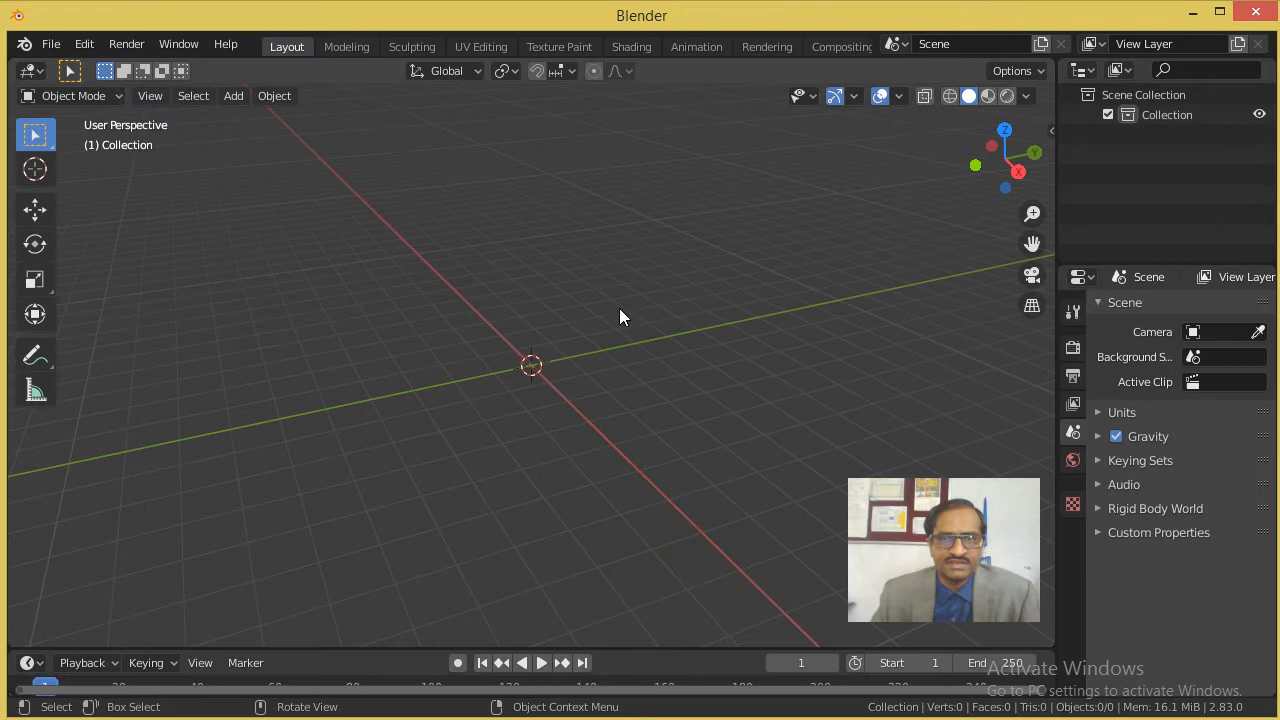 Blender
File Edit Render Window Help
Layout Modeling Sculpting UV Editing Texture Paint Shading Animation Rendering Compositing
Scene View Layer
Global Options
Object Mode View Select Add Object
User Perspective
(1) Collection
Z
Y
X
Scene Collection
Collection
Scene View Layer
Scene
Camera
Background S...
Active Clip
Units
Gravity
Keying Sets
Audio
Rigid Body World
Custom Properties
Playback Keying View Marker 1 Start 1 End 250
Activate Windows
Go to PC settings to activate Windows.
Select Box Select Rotate View Object Context Menu Collection | Verts:0 | Faces:0 | Tris:0 | Objects:0/0 | Mem: 16.1 MiB | 2.83.0